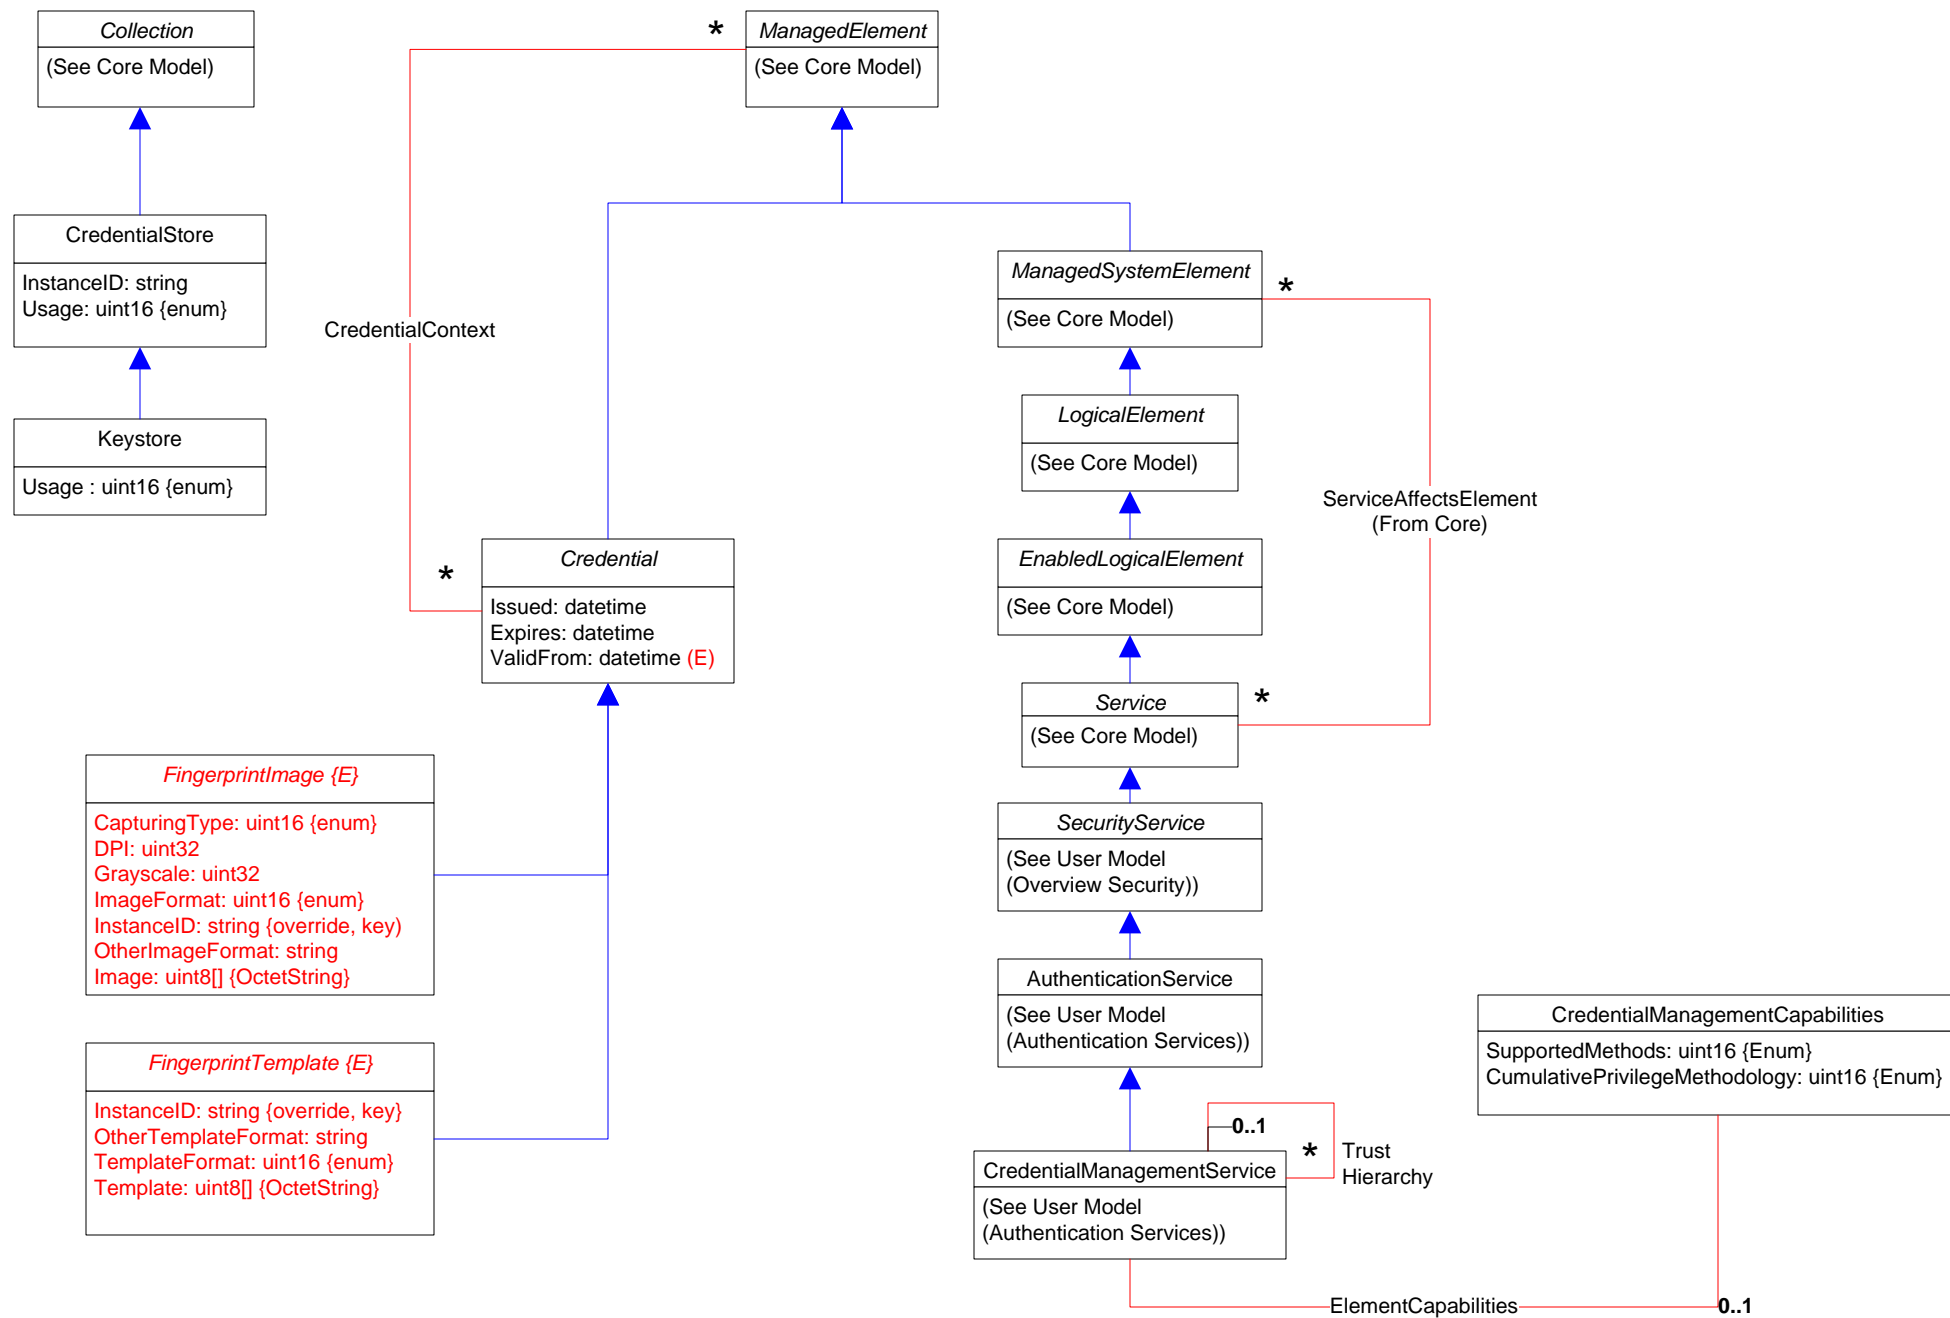 Collection
(See Core Model)
*
ManagedElement
(See Core Model)
CredentialStore
InstanceID: string
Usage: uint16 {enum}
CredentialContext
ManagedSystemElement
(See Core Model)
*
Keystore
Usage : uint16 {enum}
LogicalElement
(See Core Model)
ServiceAffectsElement
(From Core)
*
Credential
Issued: datetime
Expires: datetime
ValidFrom: datetime (E)
EnabledLogicalElement
(See Core Model)
Service
(See Core Model)
*
FingerprintImage {E}
CapturingType: uint16 {enum}
DPI: uint32
Grayscale: uint32
ImageFormat: uint16 {enum}
InstanceID: string {override, key)
OtherImageFormat: string
Image: uint8[] {OctetString}
SecurityService
(See User Model
(Overview Security))
AuthenticationService
(See User Model
(Authentication Services))
CredentialManagementCapabilities
SupportedMethods: uint16 {Enum}
CumulativePrivilegeMethodology: uint16 {Enum}
FingerprintTemplate {E}
InstanceID: string {override, key}
OtherTemplateFormat: string
TemplateFormat: uint16 {enum}
Template: uint8[] {OctetString}
0..1
*
Trust
Hierarchy
CredentialManagementService
(See User Model
(Authentication Services))
ElementCapabilities
0..1